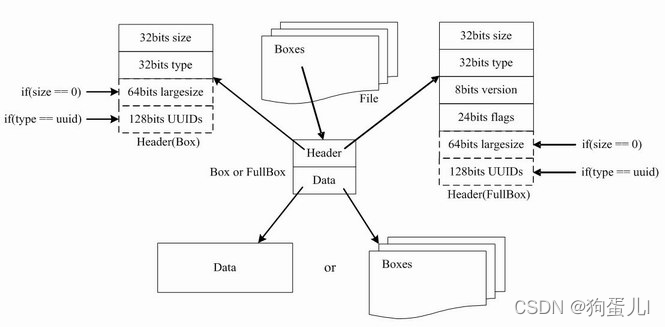 32bits size
32bits type
if(size == 0)
64bits largesize
if(type == uuid)
128bits UUIDs
Header(Box)
Boxes
File
32bits size
32bits type
8bits version
24bits flags
64bits largesize
if(size == 0)
128bits UUIDs
if(type == uuid)
Header(FullBox)
Header
Box or FullBox
Data
Data
or
Boxes
CSDN @狗蛋儿l